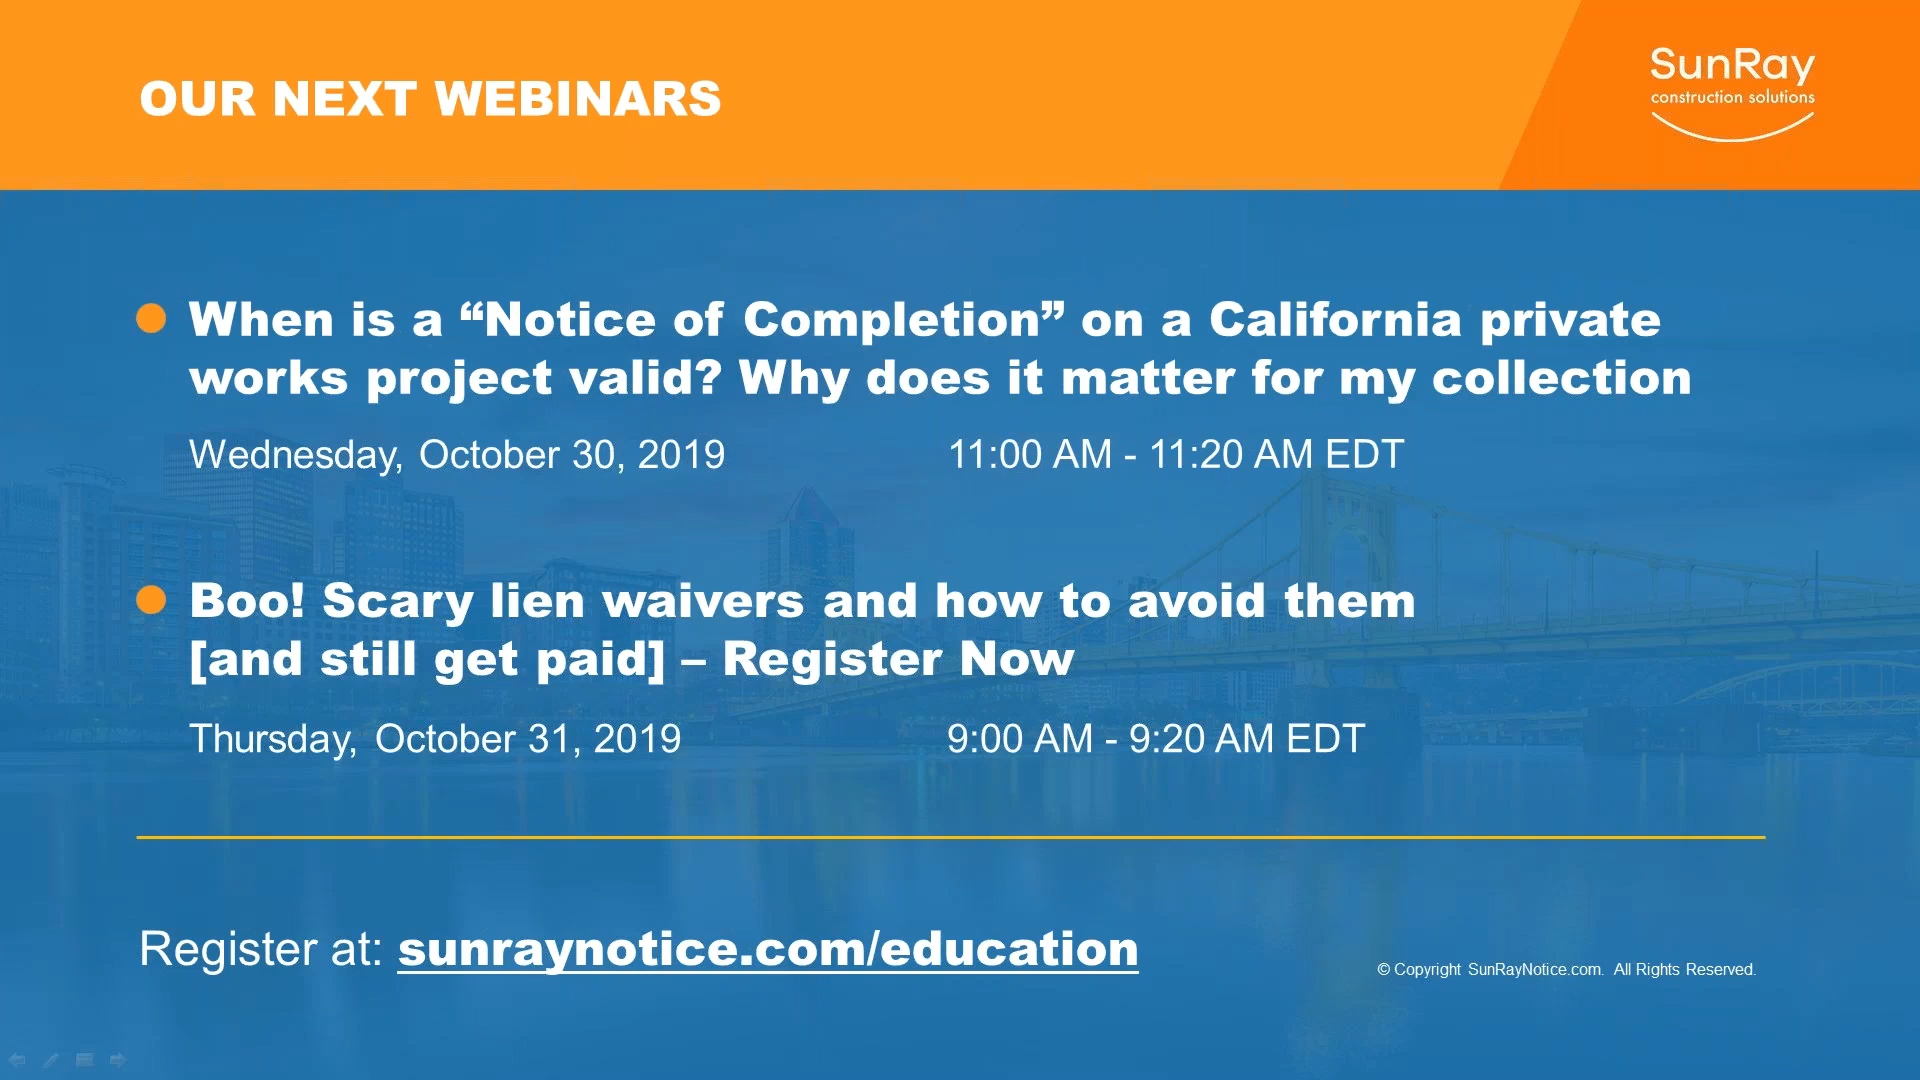 OUR NEXT WEBINARS
SunRay
construction solutions
When is a “Notice of Completion” on a California private
works project valid? Why does it matter for my collection
Wednesday, October 30, 2019 11:00 AM - 11:20 AM EDT
Boo! Scary lien waivers and how to avoid them
[and still get paid] – Register Now
Thursday, October 31, 2019 9:00 AM - 9:20 AM EDT
Register at: sunraynotice.com/education
© Copyright SunRayNotice.com. All Rights Reserved.